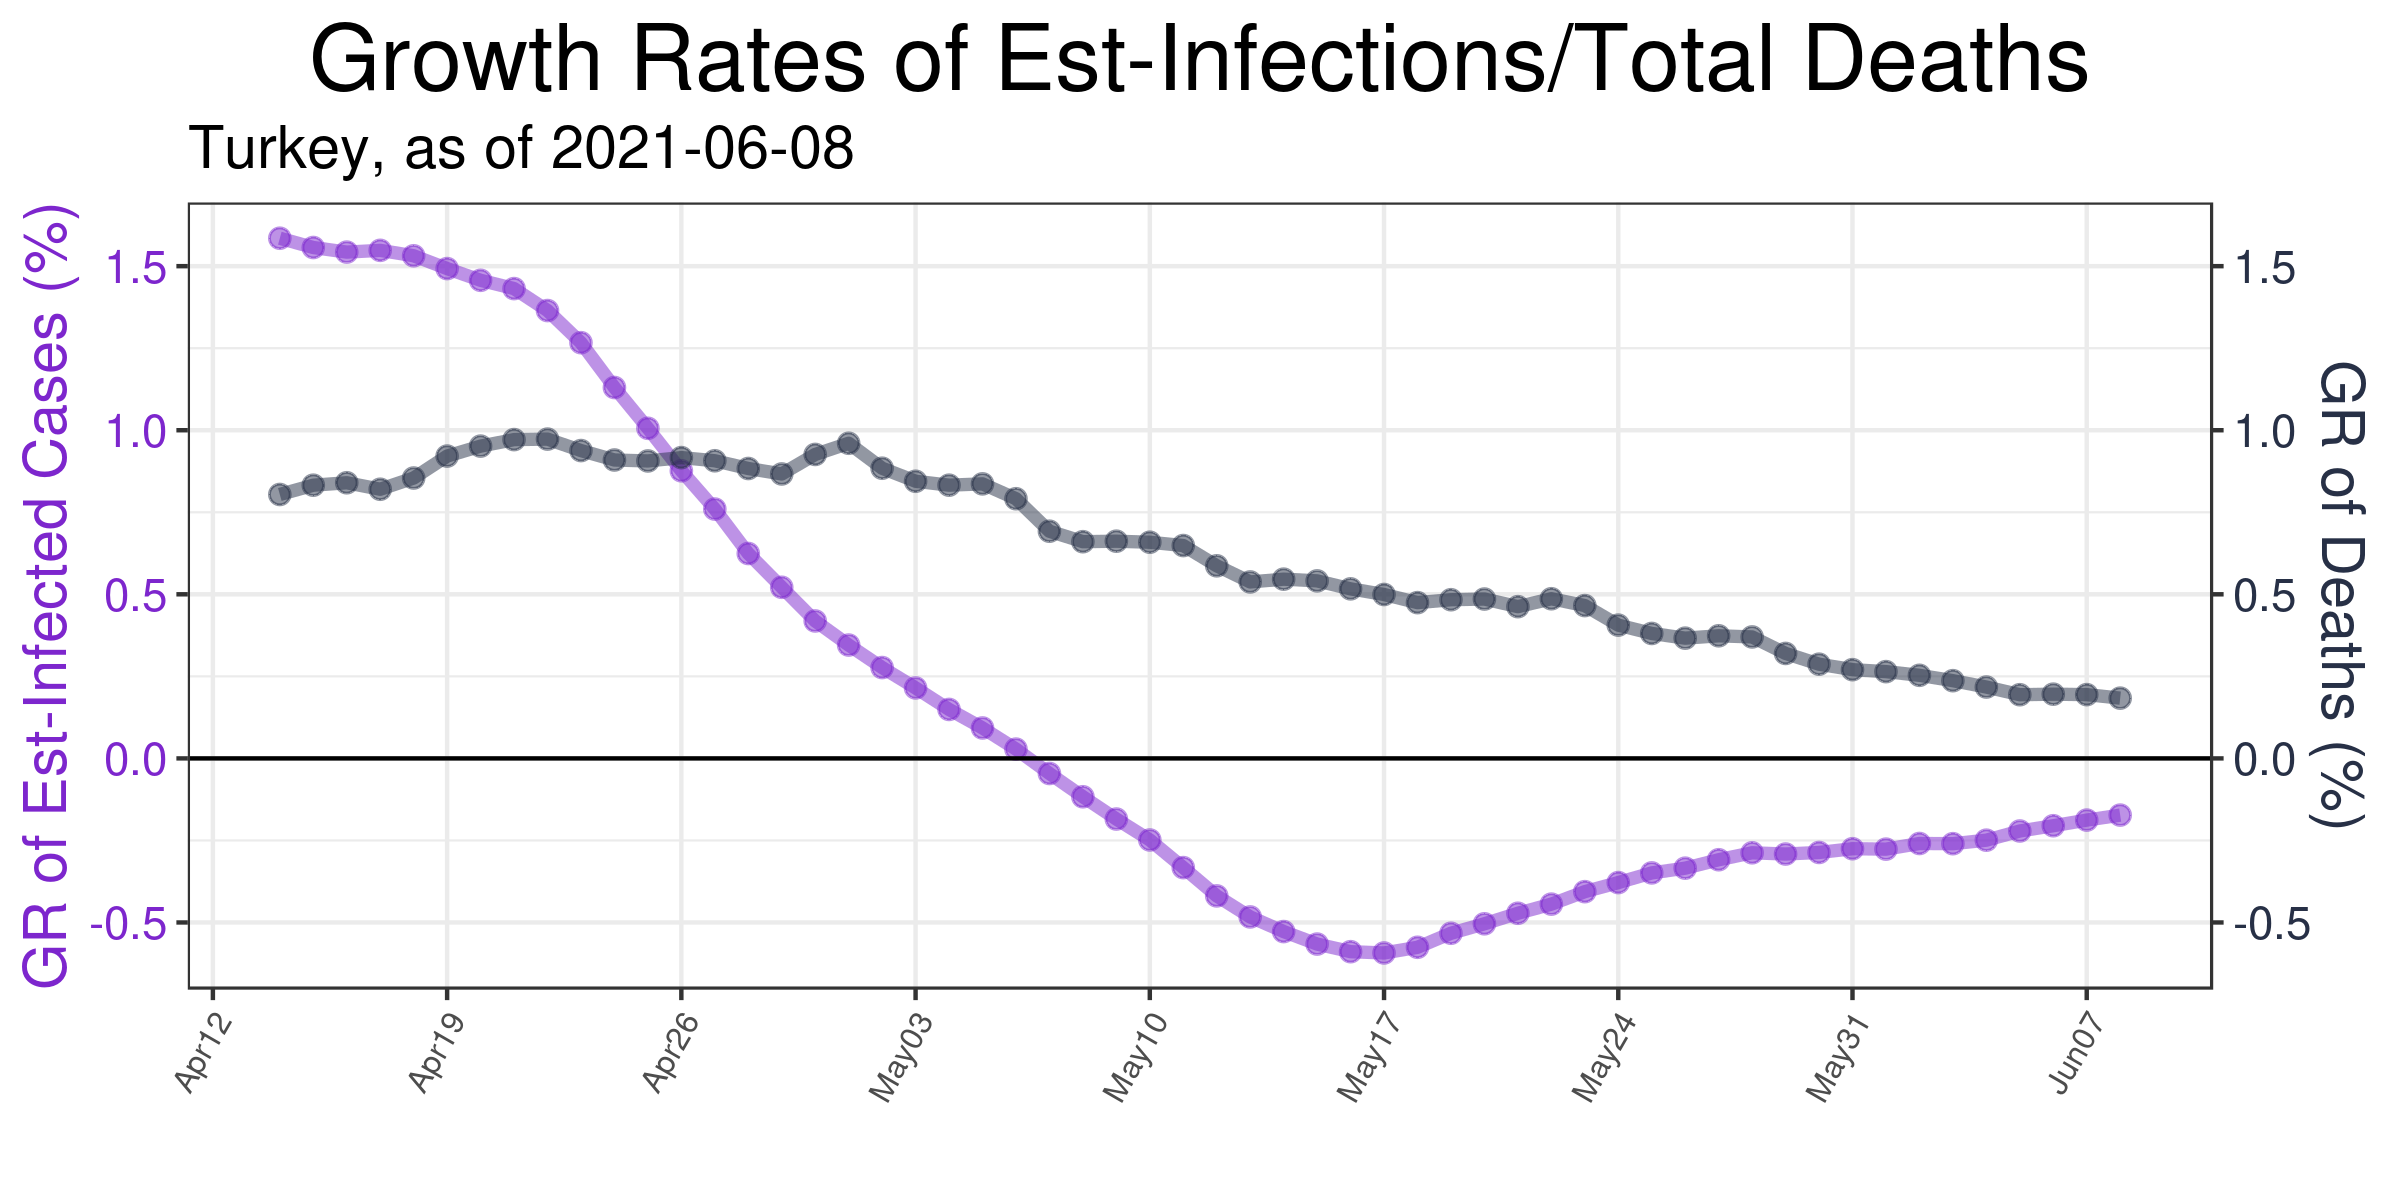 Growth Rates of Est-Infections/Total Deaths
Turkey, as of 2021-06-08
GR of Est-Infected Cases (%)
1.5
1.0
0.5
0.0
-0.5
1.5
1.0
0.5
0.0
-0.5
GR of Deaths (%)
Apr12
Apr19
Apr26
May03
May10
May17
May24
May31
Jun07